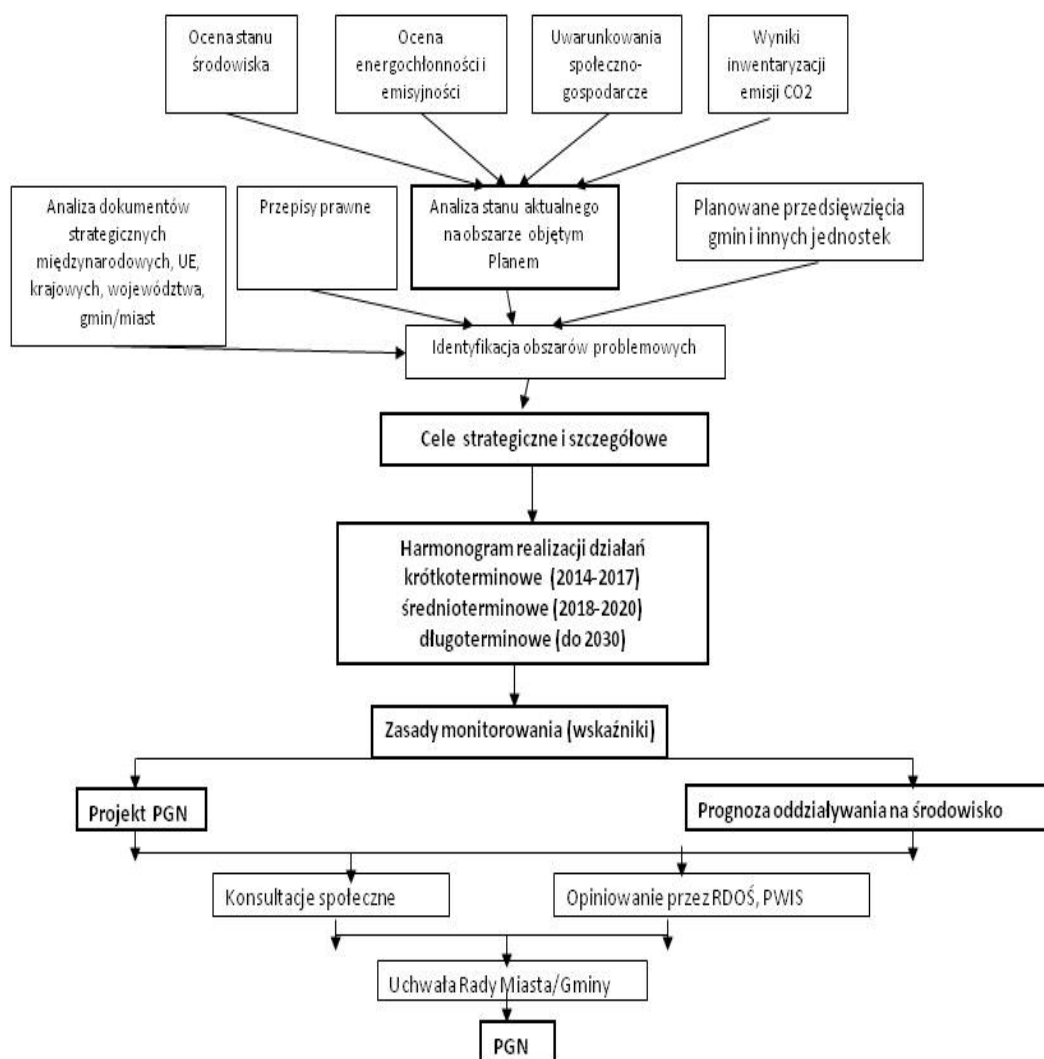 Ocena stanu
środowiska
Ocena
energochłonności i
emisyjności
Uwarunkowania
społeczno-
gospodarcze
Wyniki
inwentaryzacji
emisji CO2
Analiza dokumentów
strategicznych
międzynarodowych, UE,
krajowych, województwa,
gmin/miast
Przepisy prawne
Analiza stanu aktualnego
na obszarze objętym
Planem
Planowane przedsięwzięcia
gmin i innych jednostek
Identyfikacja obszarów problemowych
Cele strategiczne i szczegółowe
Harmonogram realizacji działań
krótkoterminowe (2014-2017)
średnioterminowe (2018-2020)
długoterminowe (do 2030)
Zasady monitorowania (wskaźniki)
Projekt PGN
Prognoza oddziaływania na środowisko
Konsultacje społeczne
Opiniowanie przez RDOŚ, PWIS
Uchwała Rady Miasta/Gminy
PGN